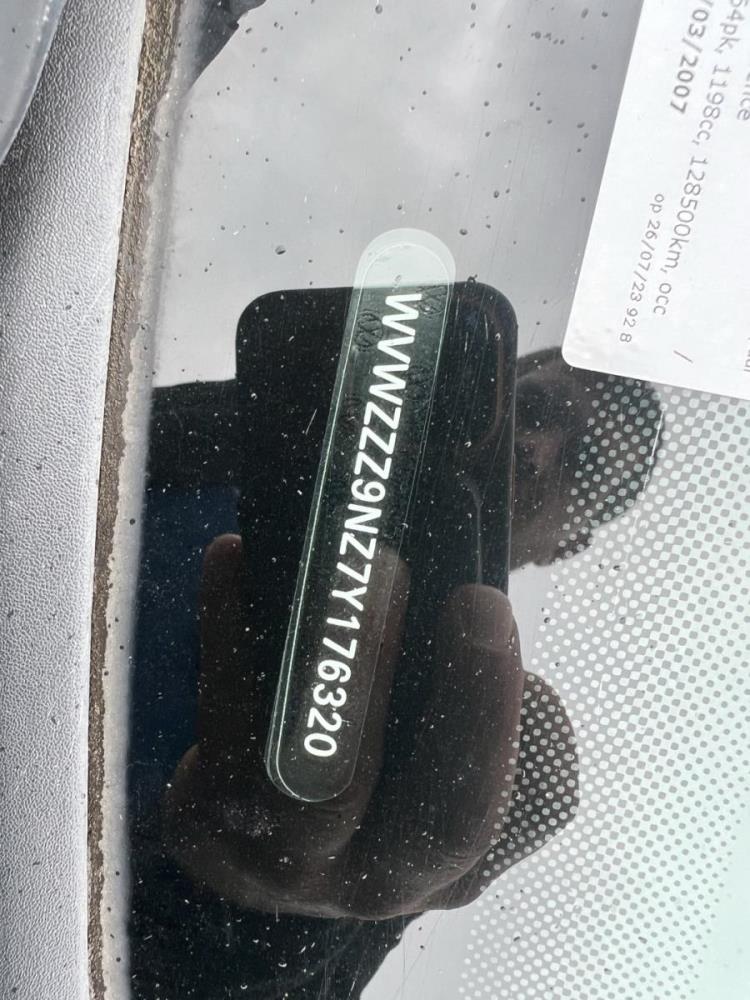 WVWZZZ9NZ7Y176320
64pk, 1198cc, 128500km, occ
/03/2007
op 26/07/23 92 8
/